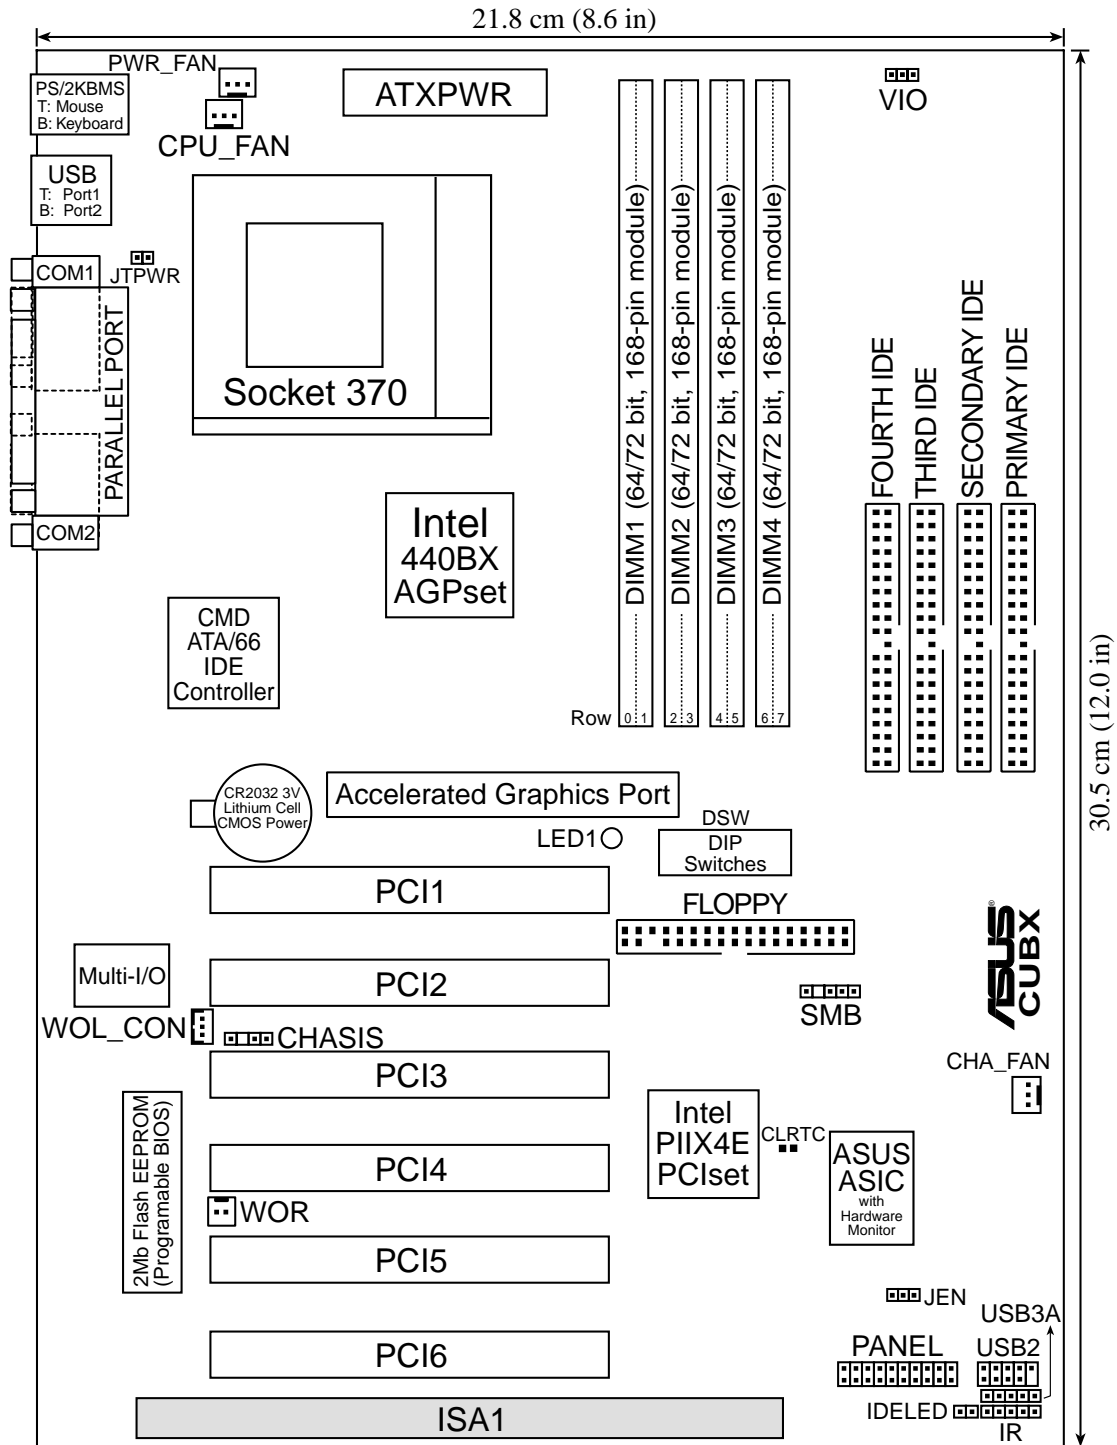 21.8 cm (8.6 in)
PWR_FAN
PS/2KBMS
T: Mouse
B: Keyboard
CPU_FAN
ATXPWR
VIO
USB
T: Port1
B: Port2
COM1
JTPWR
PARALLEL PORT
COM2
Socket 370
DIMM1 (64/72 bit, 168-pin module)
DIMM2 (64/72 bit, 168-pin module)
DIMM3 (64/72 bit, 168-pin module)
DIMM4 (64/72 bit, 168-pin module)
FOURTH IDE
THIRD IDE
SECONDARY IDE
PRIMARY IDE
30.5 cm (12.0 in)
Intel
440BX
AGPset
CMD
ATA/66
IDE
Controller
Row 0 1 2 3 4 5 6 7
CR2032 3V
Lithium Cell
CMOS Power
Accelerated Graphics Port
LED1
DSW
DIP
Switches
PCI1
FLOPPY
ASUS®
CUBX
Multi-I/O
PCI2
SMB
WOL_CON
CHASIS
PCI3
CHA_FAN
2Mb Flash EEPROM
(Programable BIOS)
Intel
PIIX4E
PCIset
CLRTC
ASUS
ASIC
with
Hardware
Monitor
PCI4
WOR
PCI5
JEN
USB3A
PCI6
PANEL
USB2
ISA1
IDELED
IR